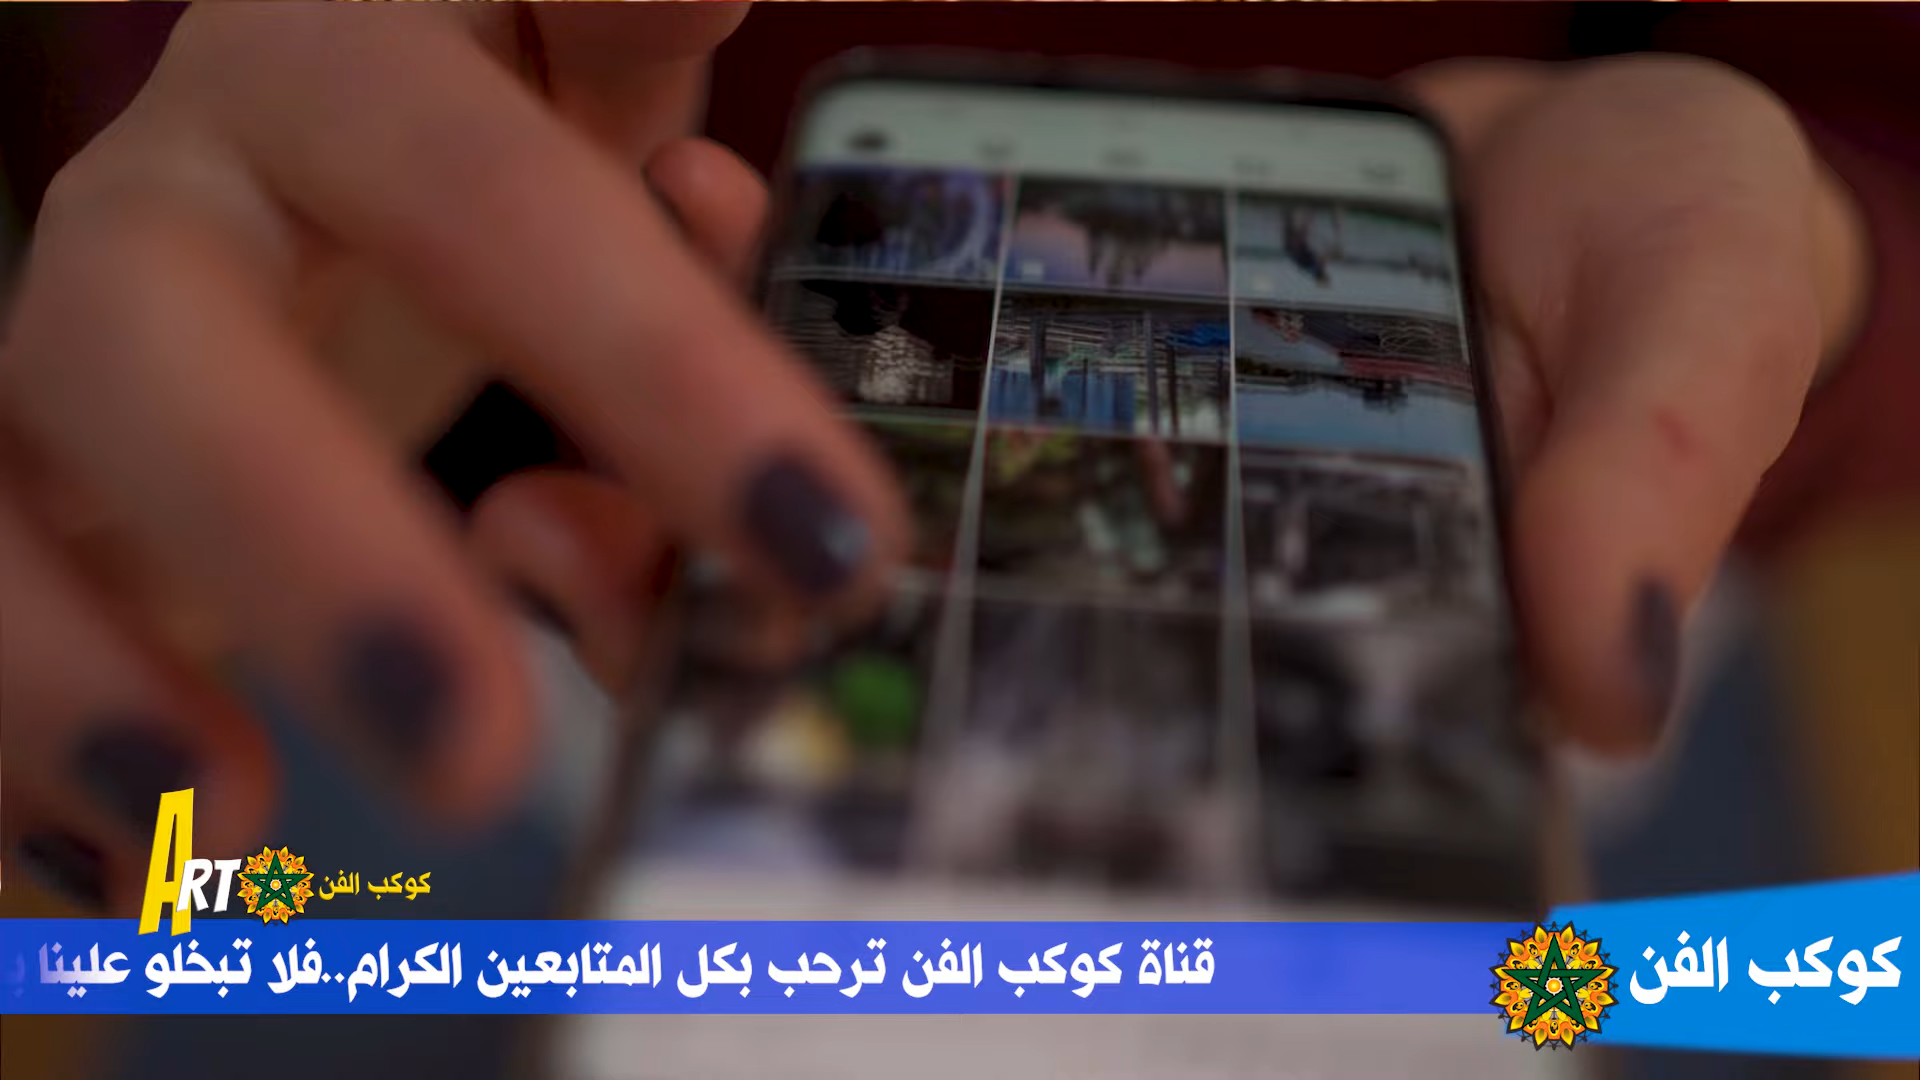 ART كوكب الفن
قناة كوكب الفن ترحب بكل المتابعين الكرام..فلا تبخلو علينا
كوكب الفن